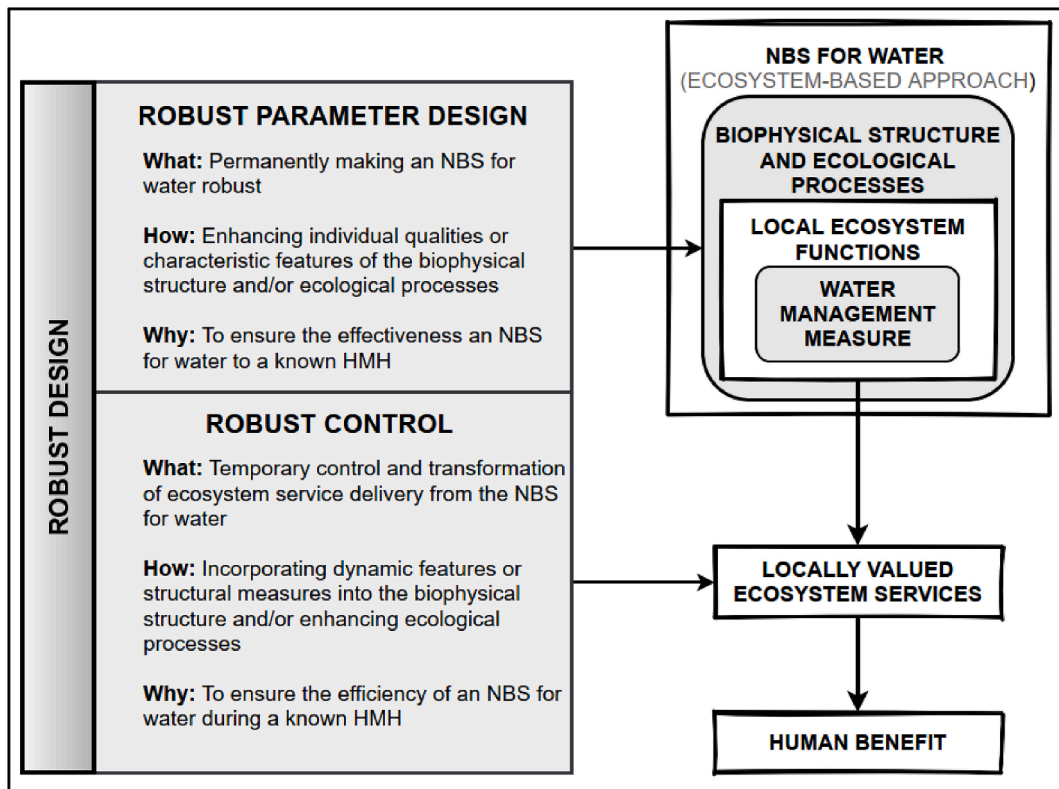 ROBUST DESIGN
ROBUST PARAMETER DESIGN
What: Permanently making an NBS for
water robust
How: Enhancing individual qualities or
characteristic features of the biophysical
structure and/or ecological processes
Why: To ensure the effectiveness an NBS
for water to a known HMH
ROBUST CONTROL
What: Temporary control and transformation
of ecosystem service delivery from the NBS
for water
How: Incorporating dynamic features or
structural measures into the biophysical
structure and/or enhancing ecological
processes
Why: To ensure the efficiency of an NBS for
water during a known HMH
NBS FOR WATER
(ECOSYSTEM-BASED APPROACH)
BIOPHYSICAL STRUCTURE
AND ECOLOGICAL
PROCESSES
LOCAL ECOSYSTEM
FUNCTIONS
WATER
MANAGEMENT
MEASURE
LOCALLY VALUED
ECOSYSTEM SERVICES
HUMAN BENEFIT